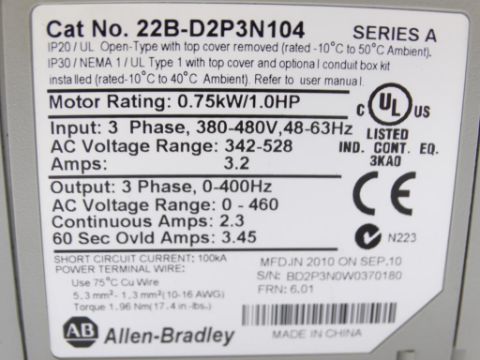 Cat No. 22B-D2P3N104 SERIES A
IP20 / UL Open-Type with top cover removed (rated -10°C to 50°C Ambient).
IP30 / NEMA 1 / UL Type 1 with top cover and optional conduit box kit
installed (rated-10°C to 40°C Ambient). Refer to user manual.
Motor Rating: 0.75kW/1.0HP
C UL US
LISTED
IND. CONT. EQ.
3KA0
Input: 3 Phase, 380-480V,48-63Hz
AC Voltage Range: 342-528
Amps: 3.2
Output: 3 Phase, 0-400Hz
AC Voltage Range: 0 - 460
Continuous Amps: 2.3
60 Sec Ovld Amps: 3.45
CE
N223
SHORT CIRCUIT CURRENT: 100kA
POWER TERMINAL WIRE:
Use 75°C Cu Wire
5.3 mm² - 1.3 mm² (10-16 AWG)
Torque 1.96 Nm(17.4 in-lbs.)
MFD.IN 2010 ON SEP.10
S/N: BD2P3N0W0370180
FRN: 6.01
AB Allen-Bradley
MADE IN CHINA